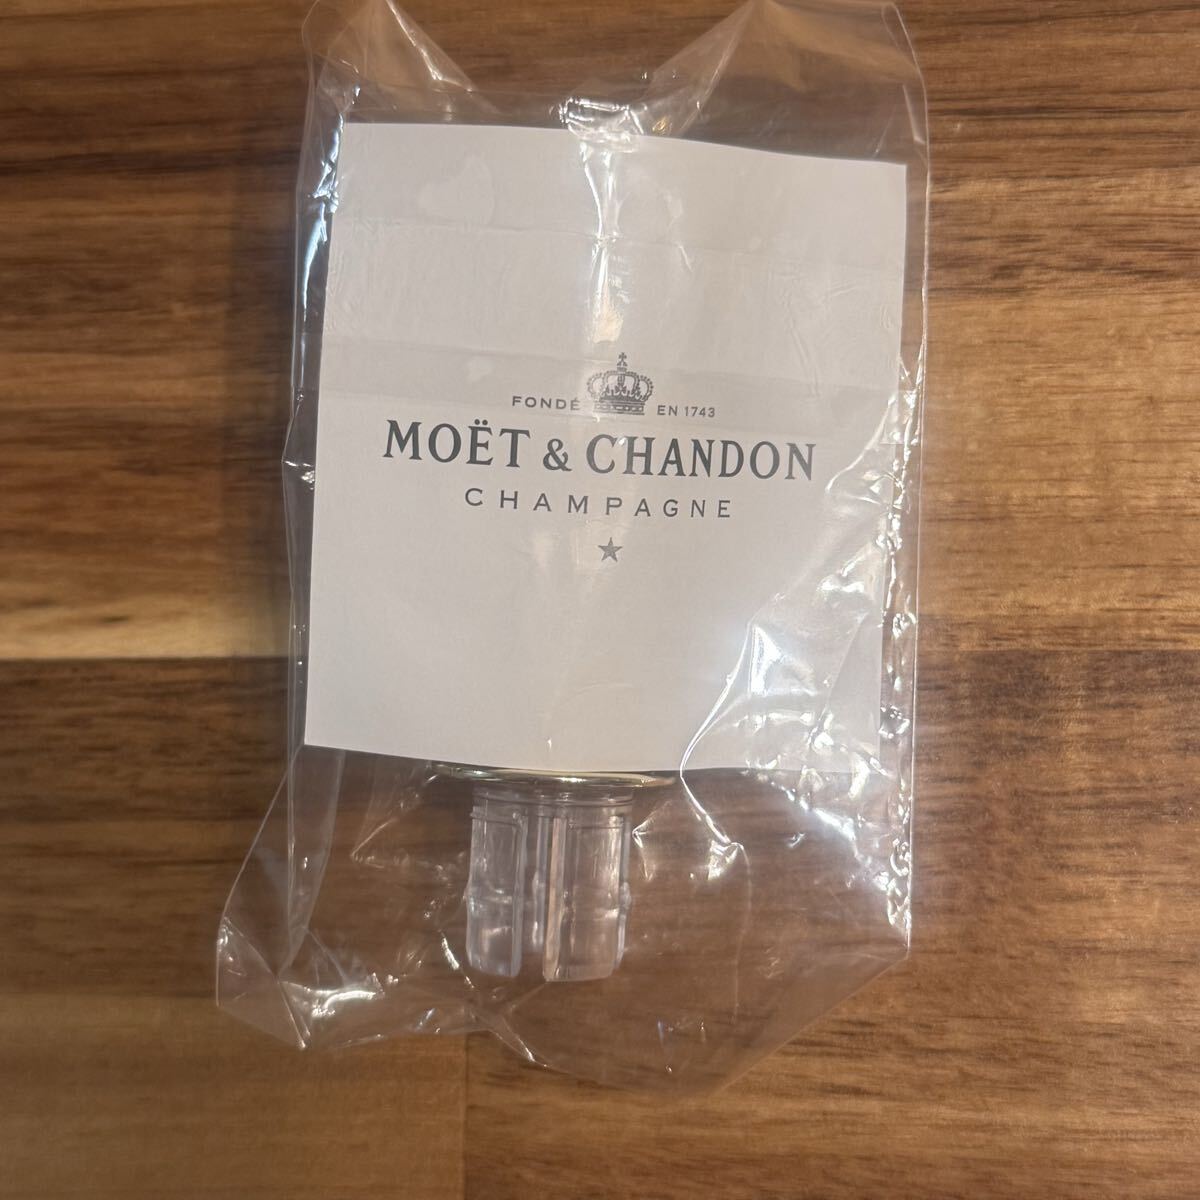 FONDÉ EN 1743
MOËT & CHANDON
CHAMPAGNE